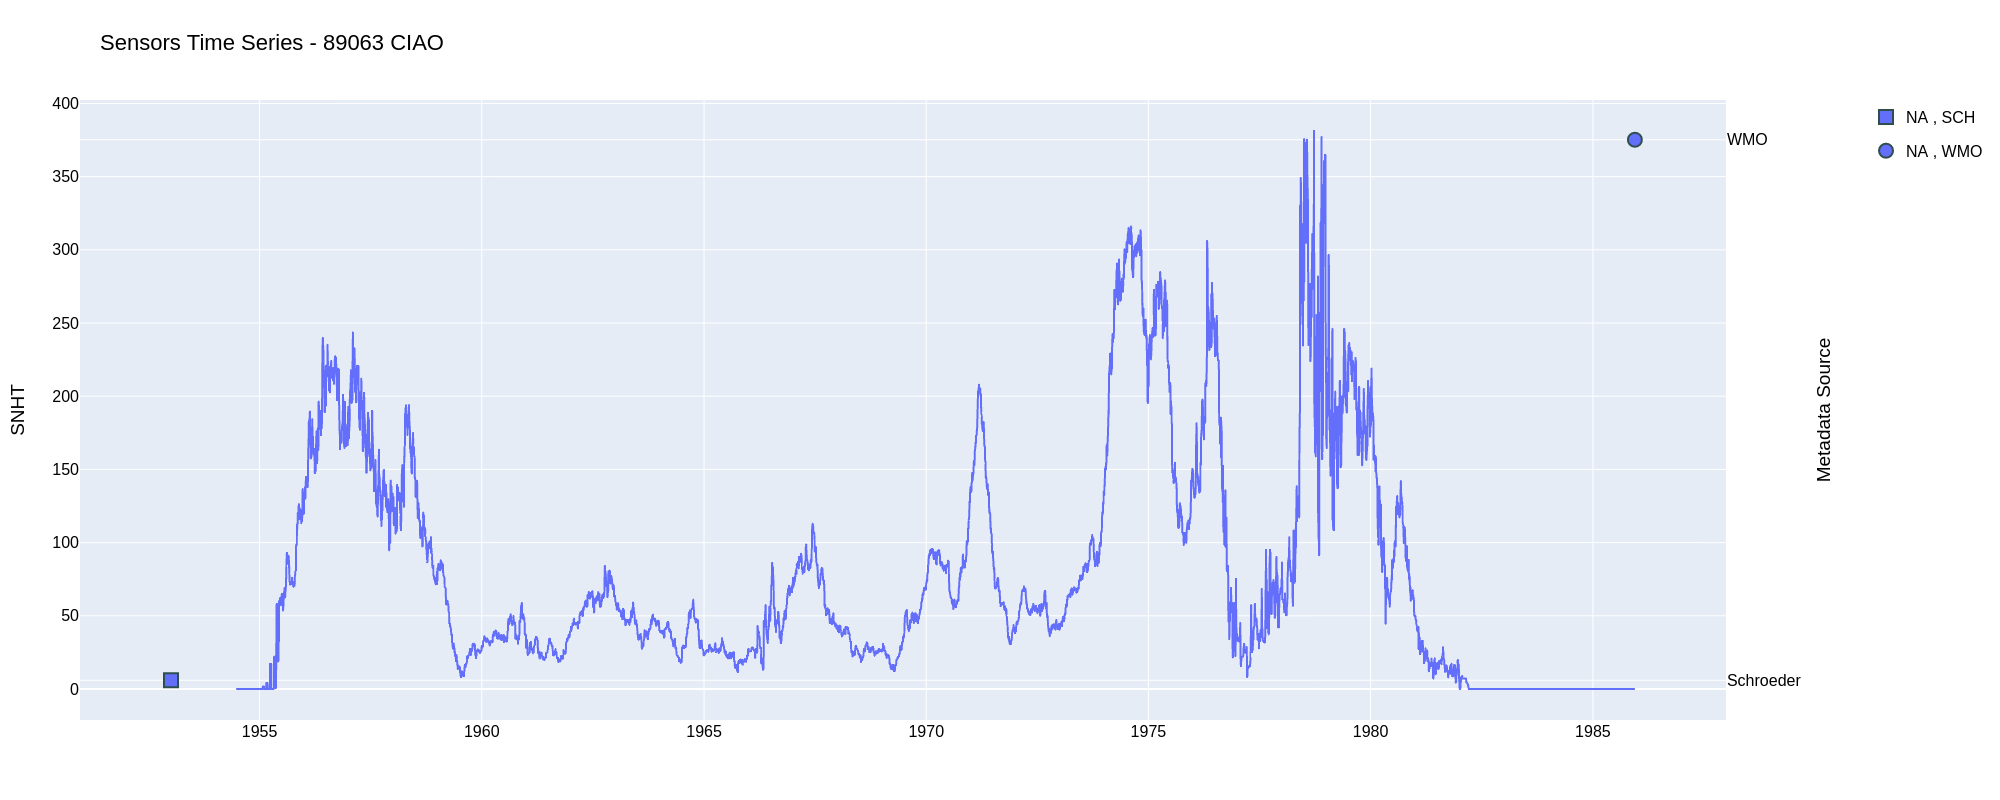 Sensors Time Series - 89063 CIAO
SNHT
400
350
300
250
200
150
100
50
0
1955
1960
1965
1970
1975
1980
1985
WMO
Schroeder
Metadata Source
NA , SCH
NA , WMO